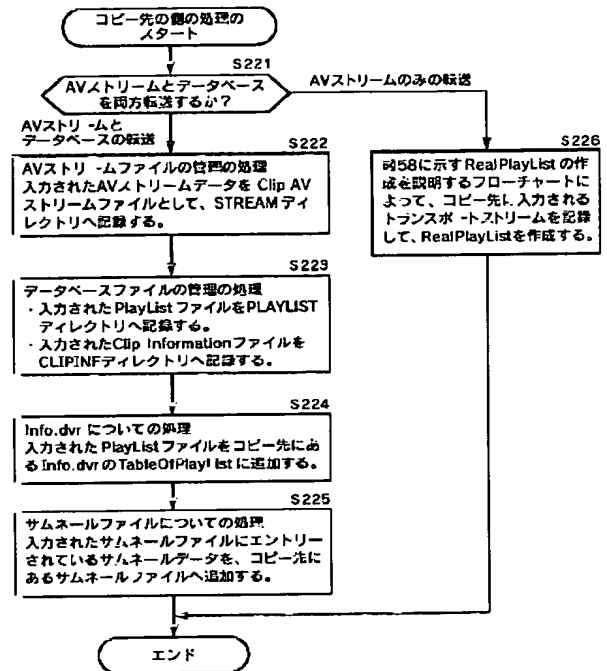 コピー先の側の処理の
スタート
S221
AVストリームとデータベース
を両方転送するか？
AVストリームのみの転送
AVストリームと
データベースの転送
S222
AVストリームファイルの管理の処理
入力されたAVストリームデータを Clip AV
ストリームファイルとして、STREAMディ
レクトリへ記録する。
S226
図58に示す RealPlayList の作
成を説明するフローチャートに
よって、コピー先に入力される
トランスポートストリームを記録
して、RealPlayListを作成する。
S223
データベースファイルの管理の処理
・入力された PlayList ファイルをPLAYLIST
ディレクトリへ記録する。
・入力されたClip Informationファイルを
CLIPINFディレクトリへ記録する。
S224
Info.dvr についての処理
入力された PlayList ファイルをコピー先にあ
る Info.dvr のTableOfPlayList に追加する。
S225
サムネールファイルについての処理
入力されたサムネールファイルにエントリー
されているサムネールデータを、コピー先に
あるサムネールファイルへ追加する。
エンド